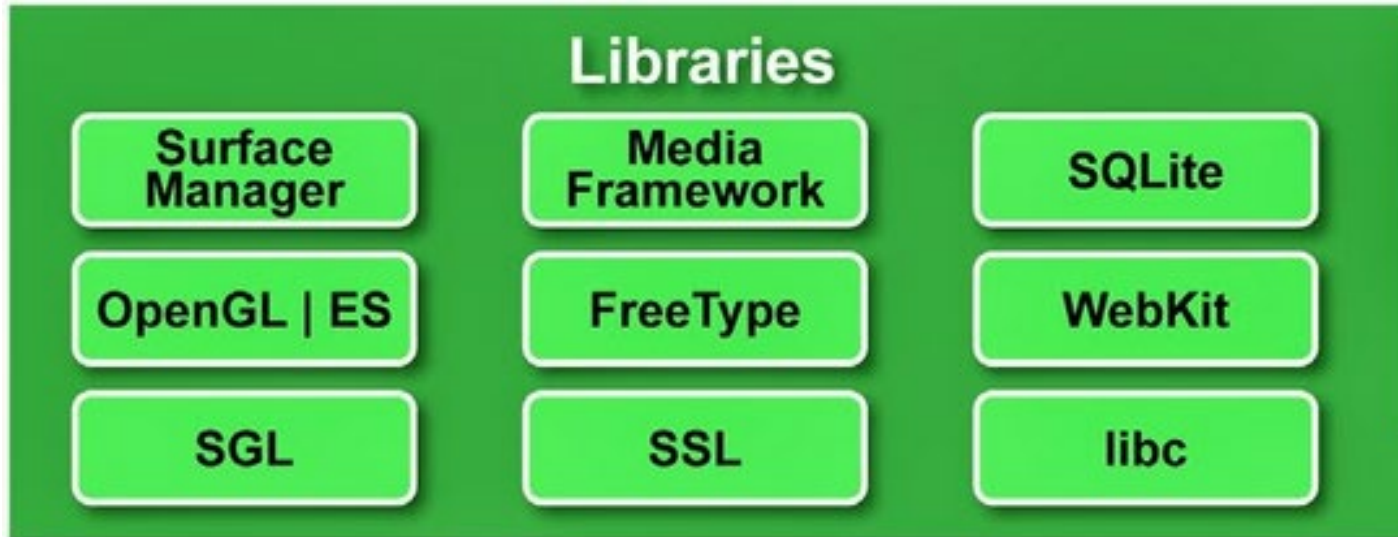 Libraries
Surface
Manager
Media
Framework
SQLite
OpenGL | ES
FreeType
WebKit
SGL
SSL
libc